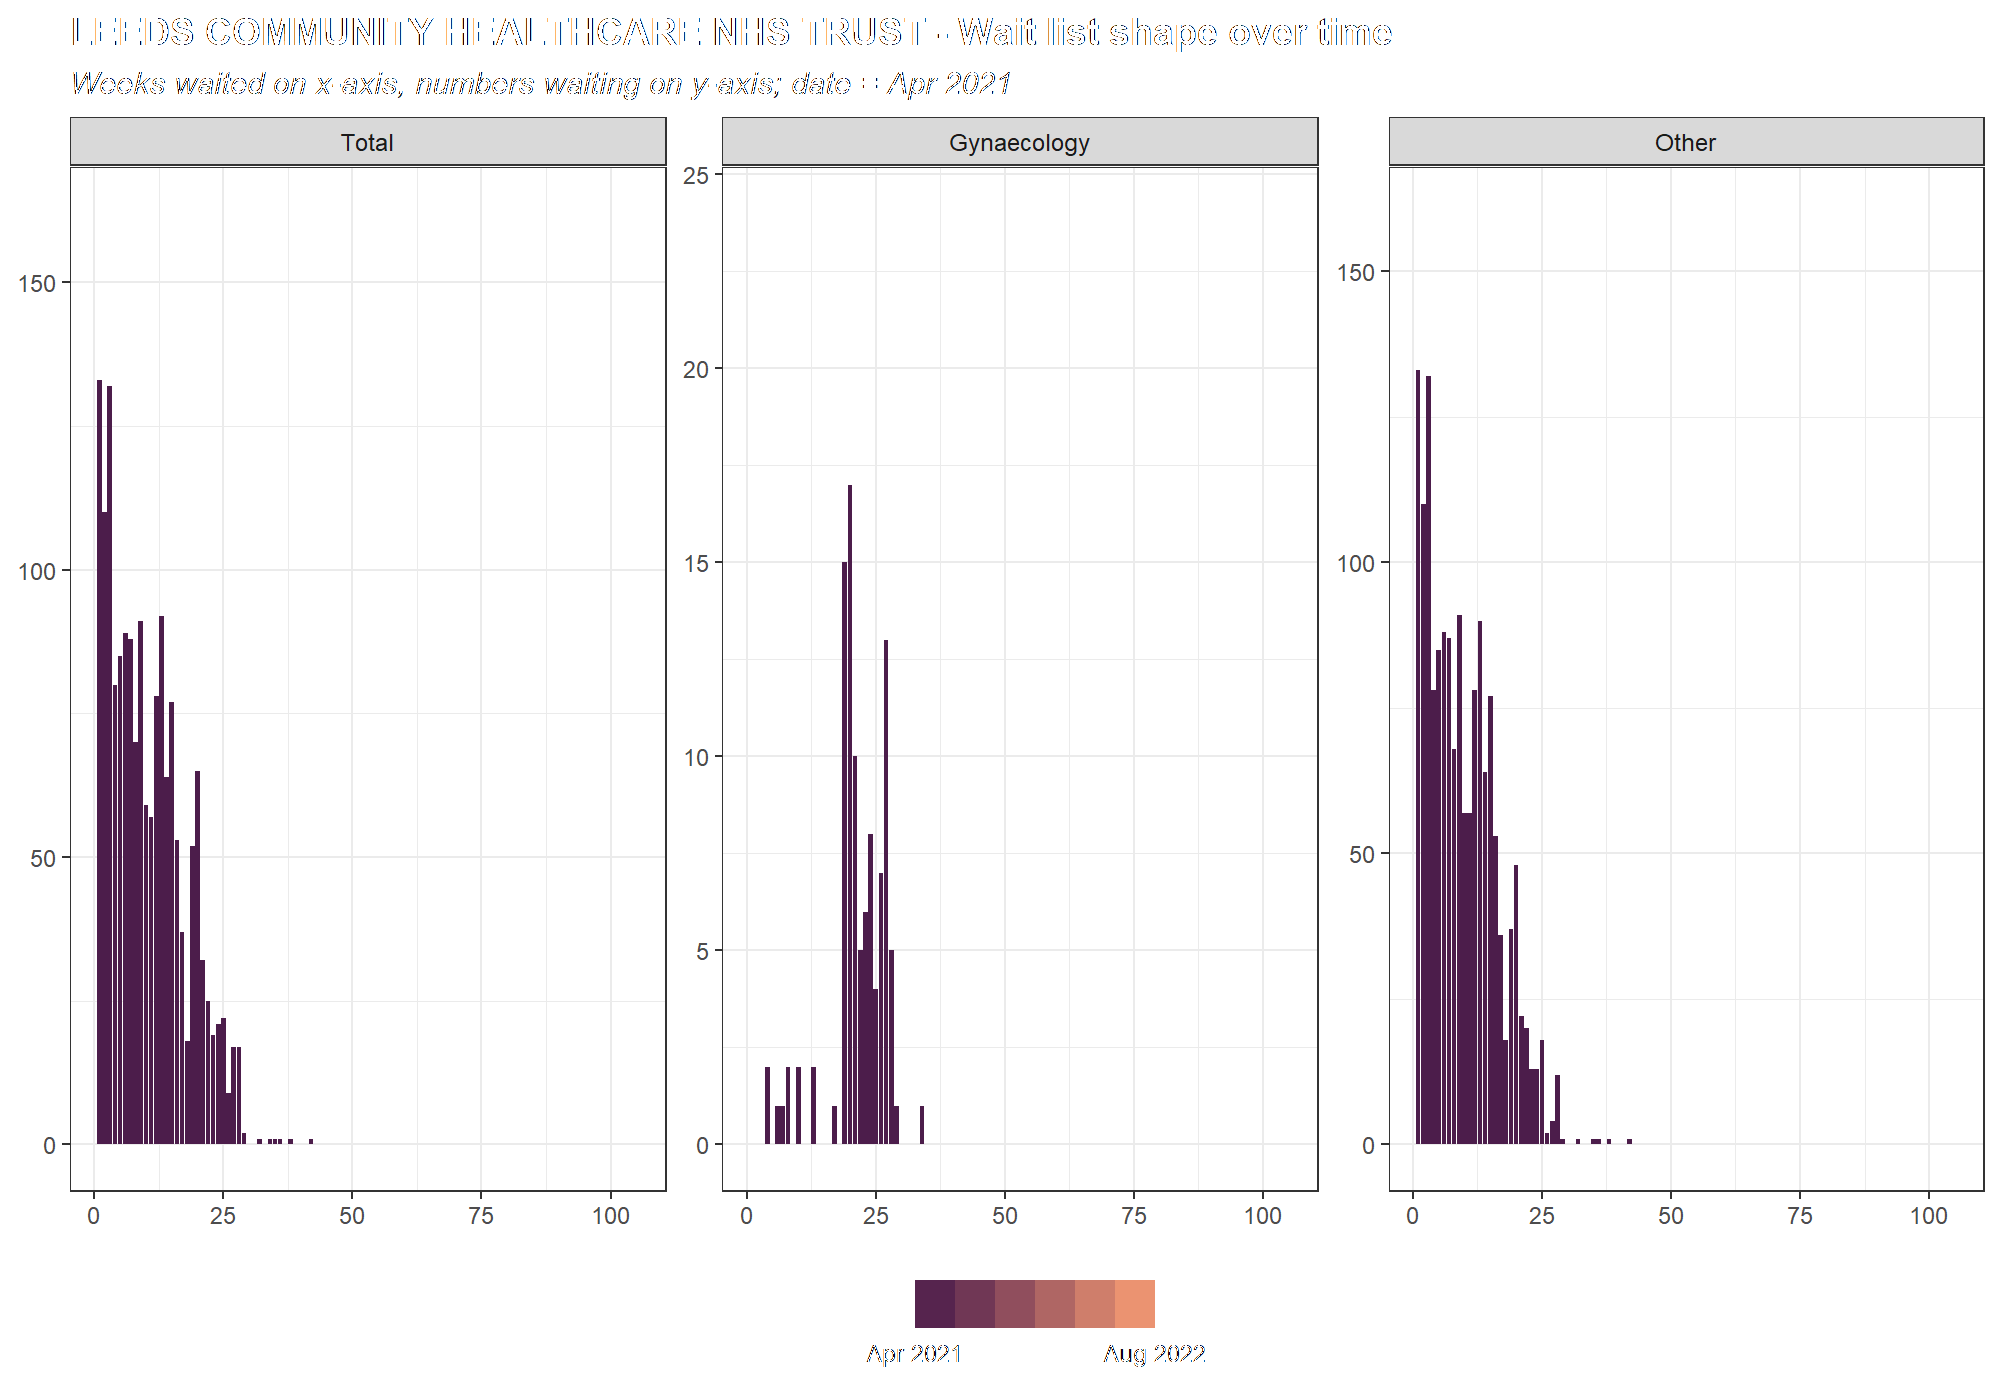 LEEDS COMMUNITY HEALTHCARE NHS TRUST - Wait list shape over time
Weeks waited on x-axis, numbers waiting on y-axis; date = Apr 2021
Total
Gynaecology
Other
150
100
50
0
25
20
15
10
5
0
150
100
50
0
0 25 50 75 100
0 25 50 75 100
0 25 50 75 100
Apr 2021
Aug 2022